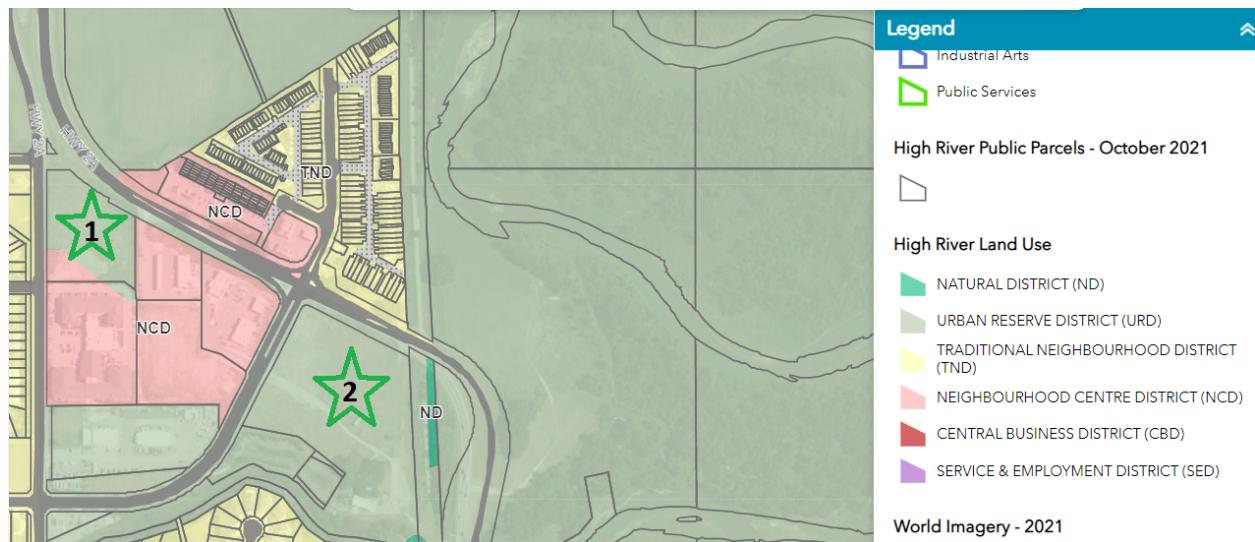 Legend
Industrial Arts
Public Services
High River Public Parcels - October 2021
High River Land Use
NATURAL DISTRICT (ND)
URBAN RESERVE DISTRICT (URD)
TRADITIONAL NEIGHBOURHOOD DISTRICT
(TND)
NEIGHBOURHOOD CENTRE DISTRICT (NCD)
CENTRAL BUSINESS DISTRICT (CBD)
SERVICE & EMPLOYMENT DISTRICT (SED)
World Imagery - 2021
HWY 2A
HWY 2A
TND
NCD
1
NCD
2
ND